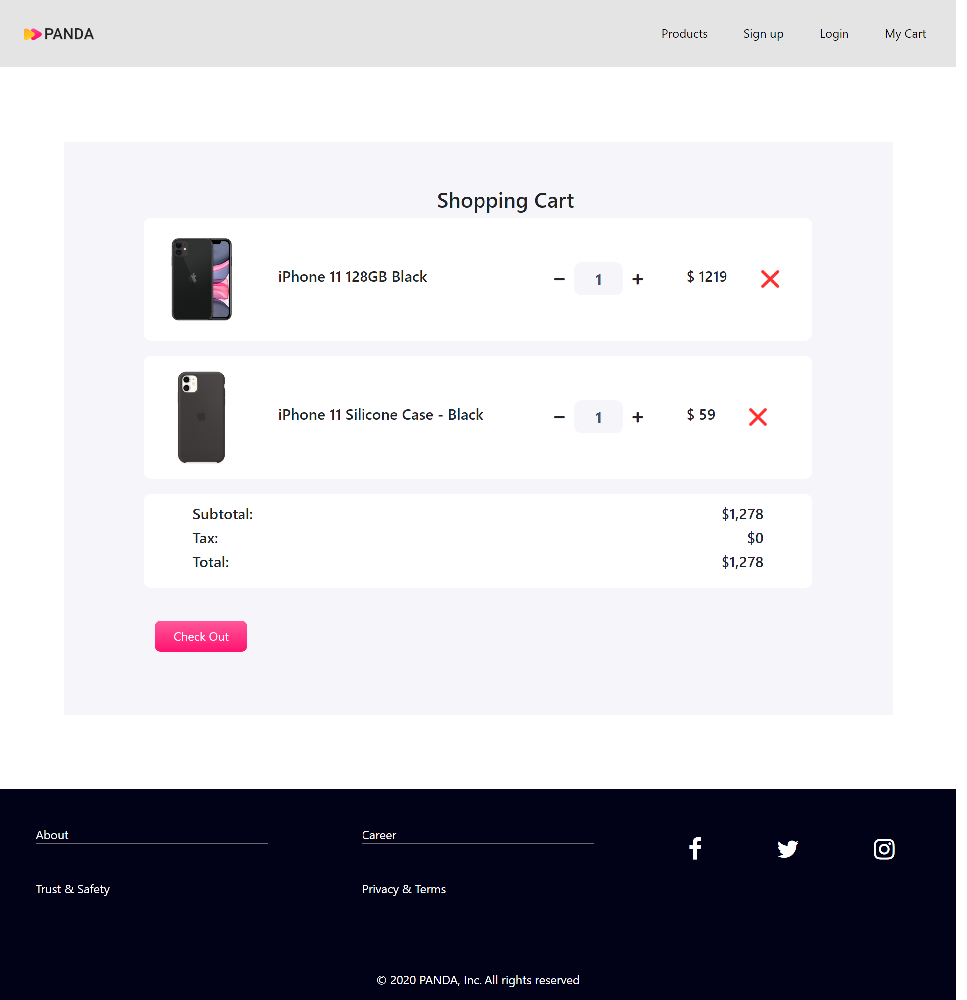 PANDA
Products Sign up Login My Cart
Shopping Cart
iPhone 11 128GB Black − 1 + $ 1219
iPhone 11 Silicone Case - Black − 1 + $ 59
Subtotal: $1,278
Tax: $0
Total: $1,278
Check Out
About Career
Trust & Safety Privacy & Terms
© 2020 PANDA, Inc. All rights reserved